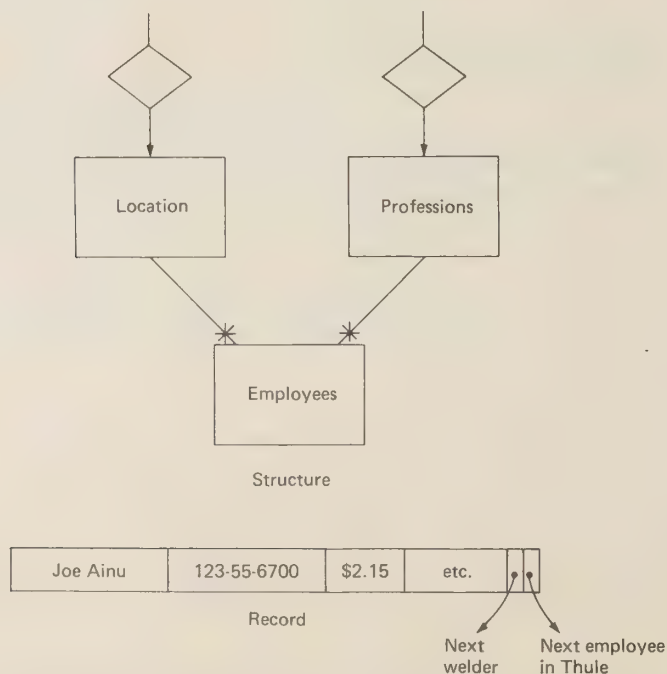 Location
Professions
Employees
Structure
Joe Ainu 123-55-6700 $2.15 etc.
Record
Next welder
Next employee in Thule